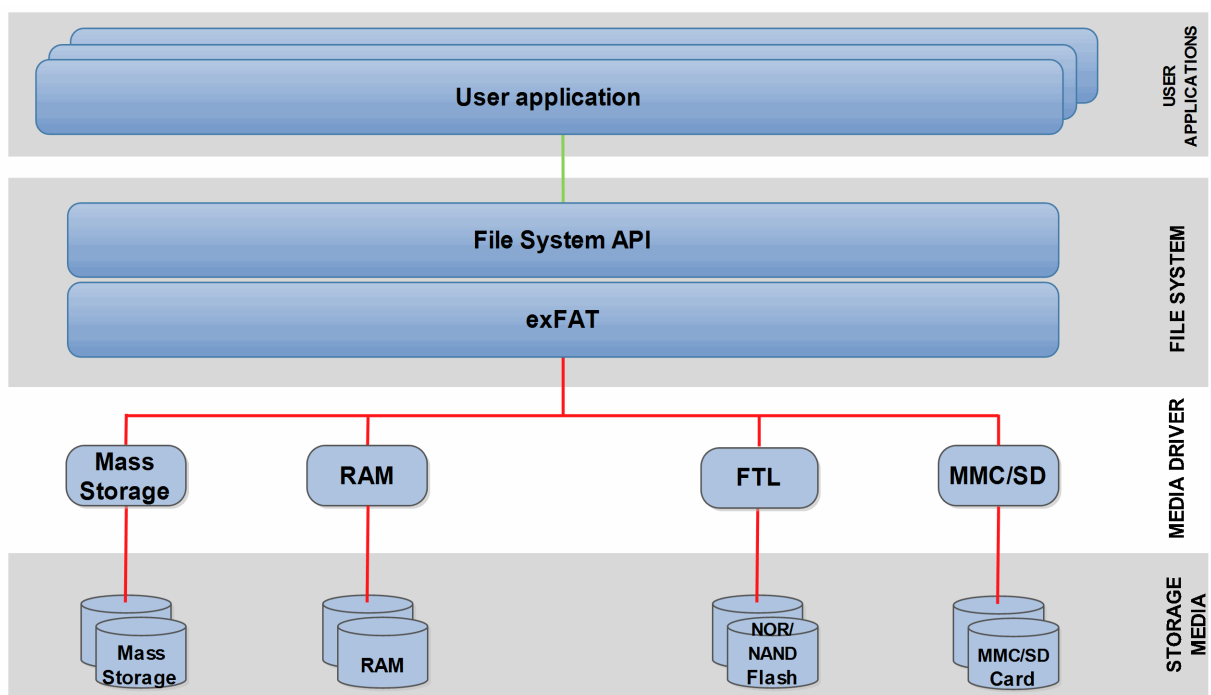 User application
USER
APPLICATIONS
File System API
exFAT
FILE SYSTEM
Mass
Storage
RAM
FTL
MMC/SD
MEDIA DRIVER
Mass
Storage
RAM
NOR/
NAND
Flash
MMC/SD
Card
STORAGE
MEDIA